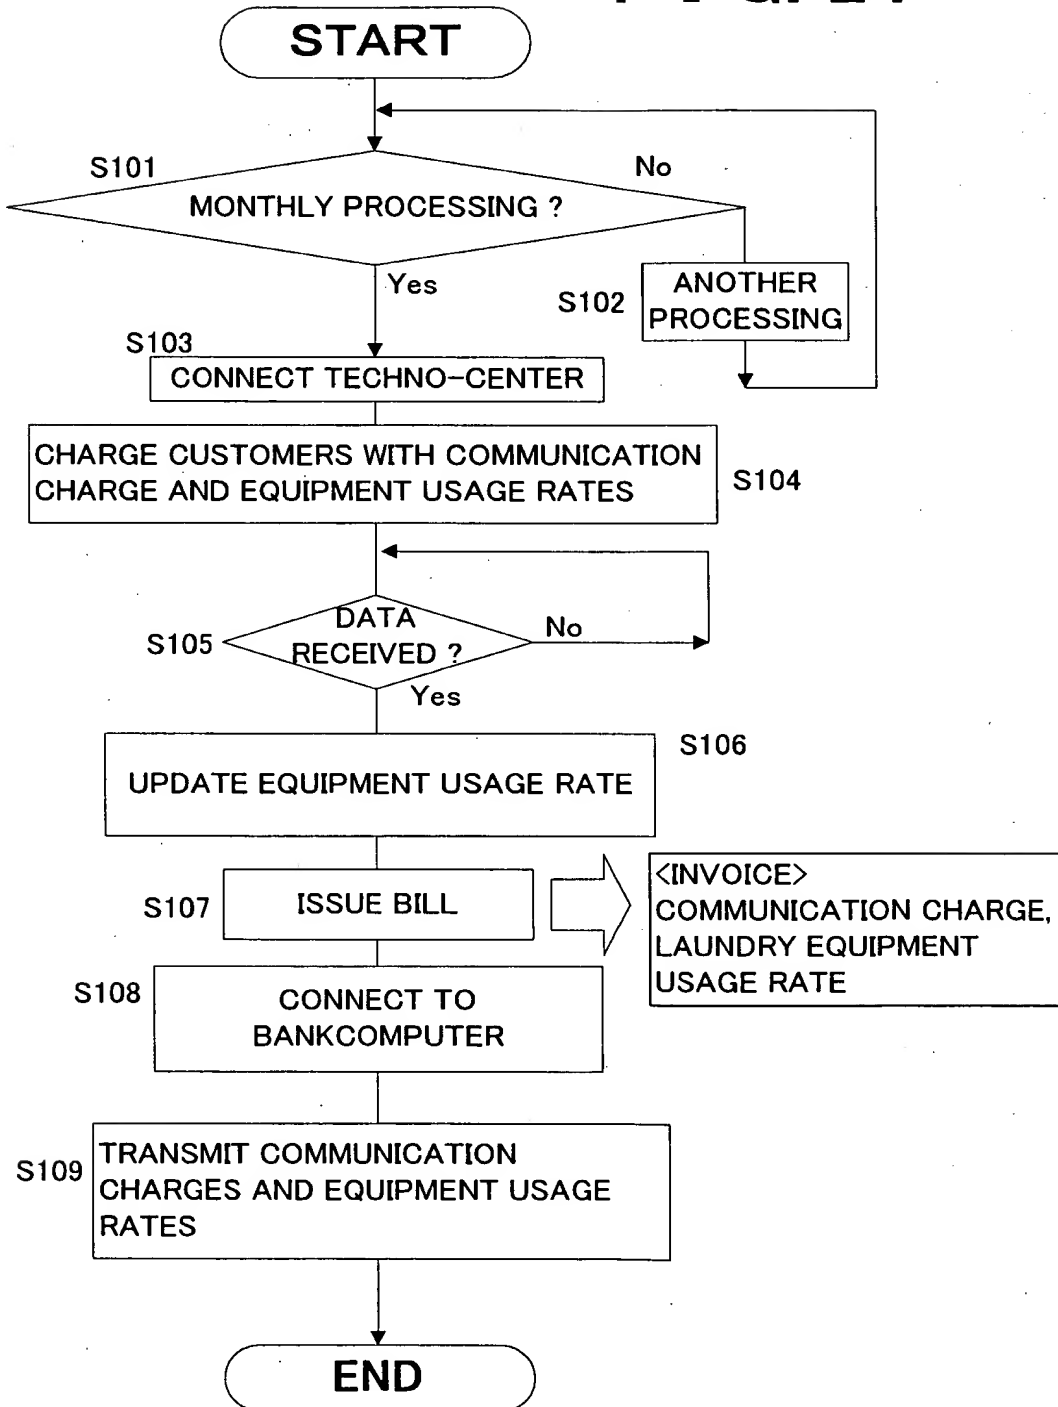 START
S101
No
MONTHLY PROCESSING ?
Yes
S102
ANOTHER
PROCESSING
S103
CONNECT TECHNO-CENTER
CHARGE CUSTOMERS WITH COMMUNICATION
CHARGE AND EQUIPMENT USAGE RATES
S104
S105
DATA
RECEIVED ?
No
Yes
S106
UPDATE EQUIPMENT USAGE RATE
S107
ISSUE BILL
<INVOICE>
COMMUNICATION CHARGE,
LAUNDRY EQUIPMENT
USAGE RATE
S108
CONNECT TO
BANKCOMPUTER
S109
TRANSMIT COMMUNICATION
CHARGES AND EQUIPMENT USAGE
RATES
END